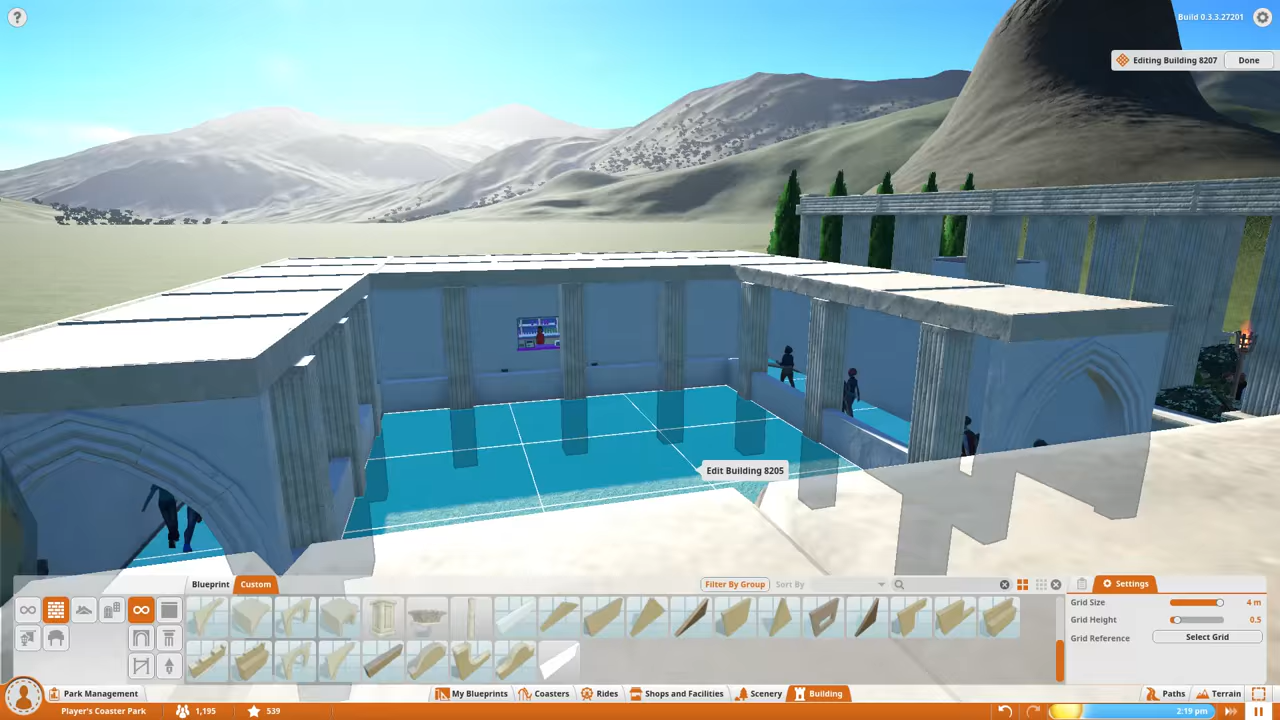 ?
Build 0.3.3.27201
Editing Building 8207
Done
Edit Building 8205
Blueprint
Custom
Filter By Group
Sort By
Settings
Grid Size
4 m
Grid Height
0.5
Grid Reference
Select Grid
Park Management
My Blueprints
Coasters
Rides
Shops and Facilities
Scenery
Building
Paths
Terrain
Player's Coaster Park
1,195
539
2:19 pm